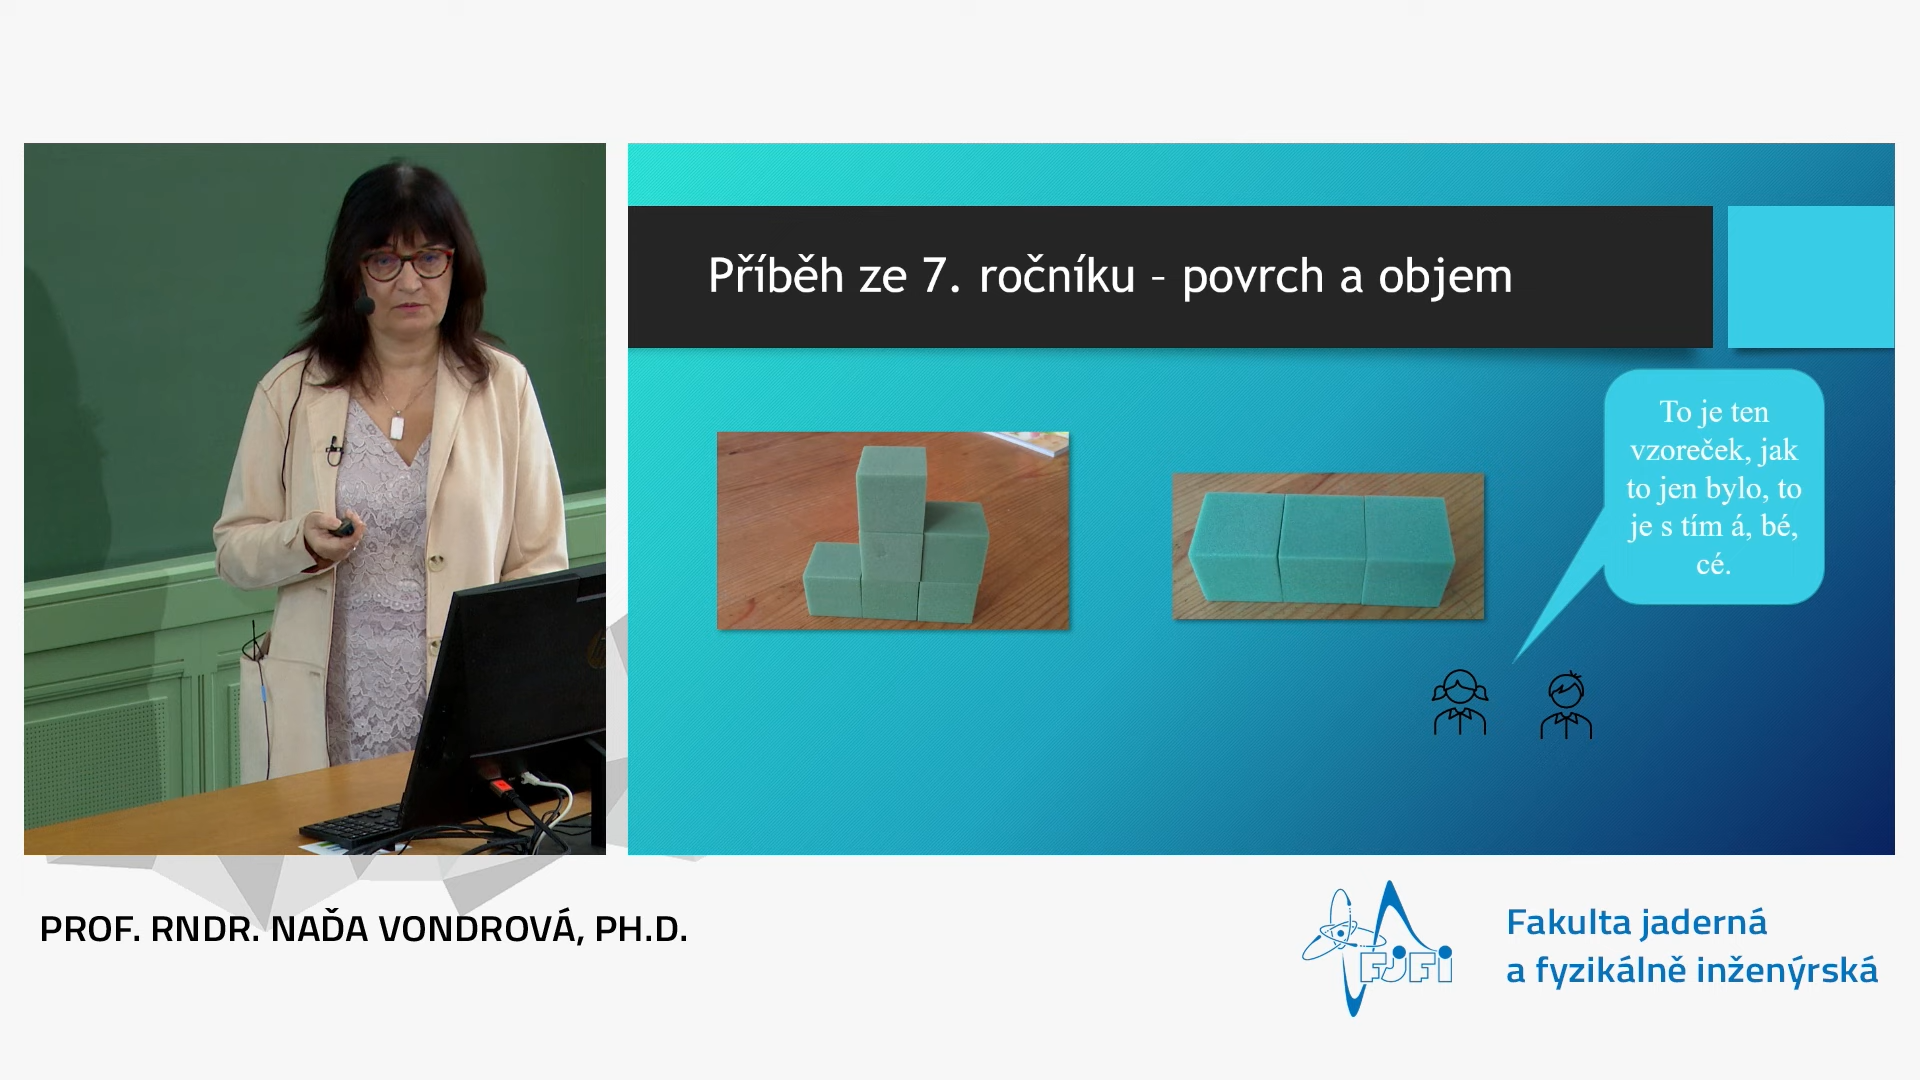 Příběh ze 7. ročníku – povrch a objem
To je ten
vzoreček, jak
to jen bylo, to
je s tím á, bé,
cé.
PROF. RNDR. NAĎA VONDROVÁ, PH.D.
FJFI
Fakulta jaderná
a fyzikálně inženýrská